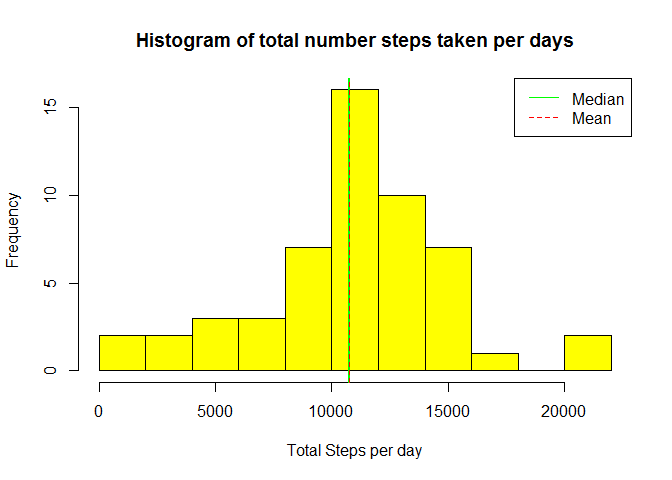 Histogram of total number steps taken per days
Median
Mean
Frequency
15
10
5
0
0 5000 10000 15000 20000
Total Steps per day